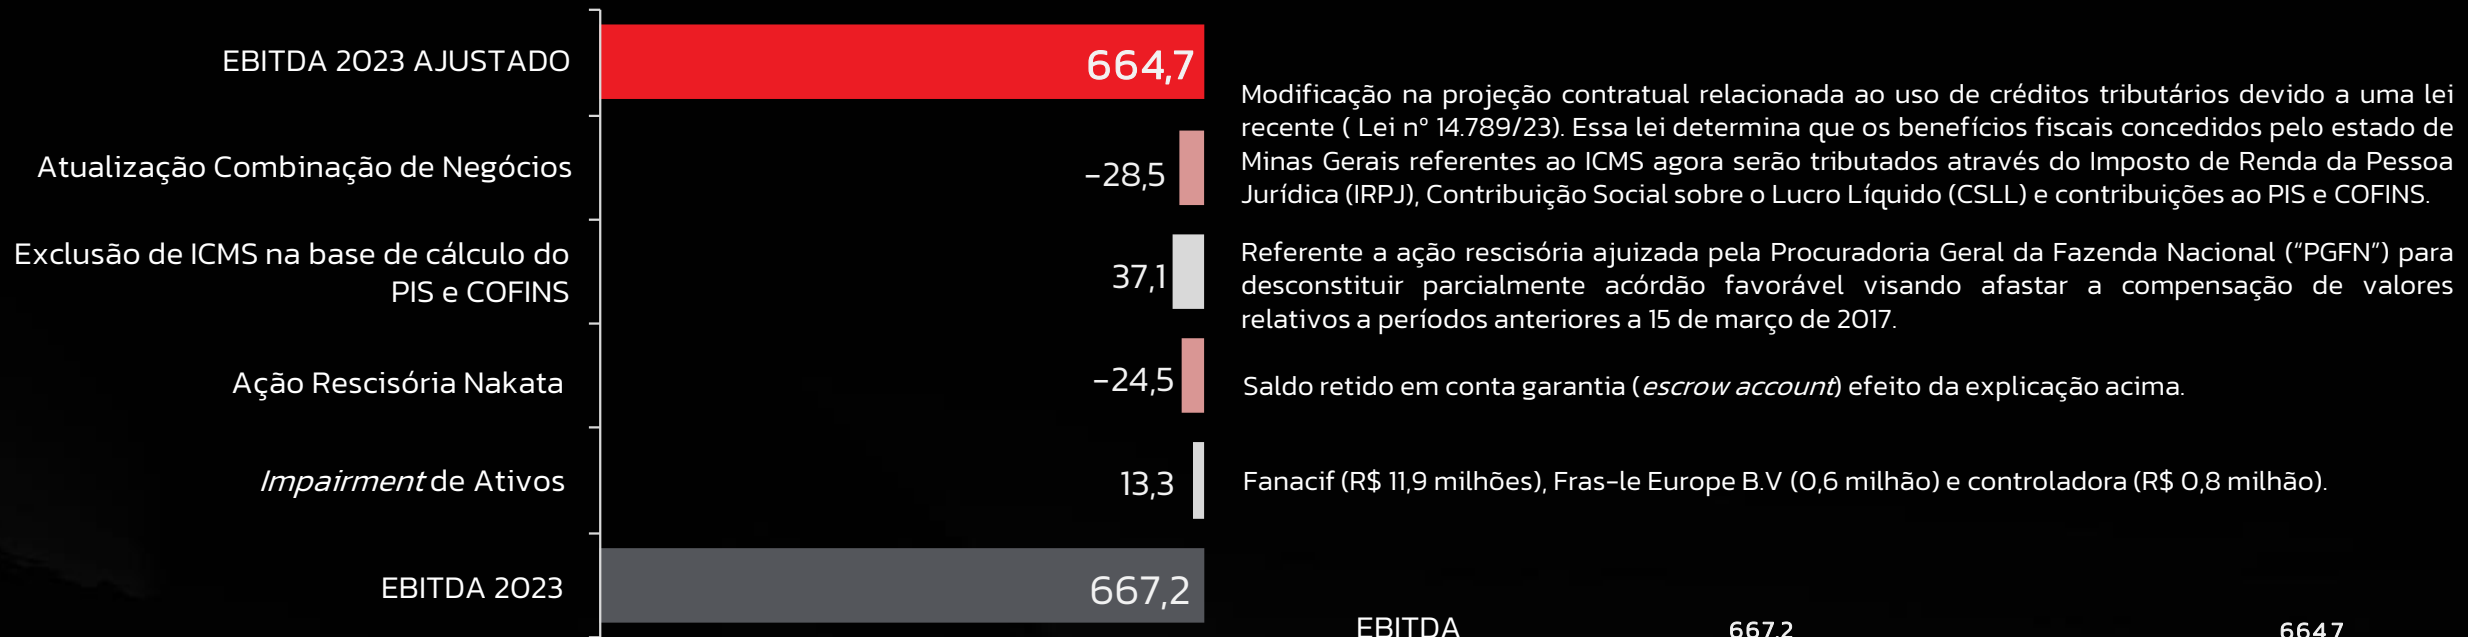 EBITDA 2023 AJUSTADO
664,7
Modificação na projeção contratual relacionada ao uso de créditos tributários devido a uma lei
recente ( Lei nº 14.789/23). Essa lei determina que os benefícios fiscais concedidos pelo estado de
Minas Gerais referentes ao ICMS agora serão tributados através do Imposto de Renda da Pessoa
Jurídica (IRPJ), Contribuição Social sobre o Lucro Líquido (CSLL) e contribuições ao PIS e COFINS.
Atualização Combinação de Negócios
-28,5
Exclusão de ICMS na base de cálculo do
PIS e COFINS
37,1
Referente a ação rescisória ajuizada pela Procuradoria Geral da Fazenda Nacional (“PGFN”) para
desconstituir parcialmente acórdão favorável visando afastar a compensação de valores
relativos a períodos anteriores a 15 de março de 2017.
Ação Rescisória Nakata
-24,5
Saldo retido em conta garantia (escrow account) efeito da explicação acima.
Impairment de Ativos
13,3
Fanacif (R$ 11,9 milhões), Fras-le Europe B.V (0,6 milhão) e controladora (R$ 0,8 milhão).
EBITDA 2023
667,2
EBITDA 667,2 664,7